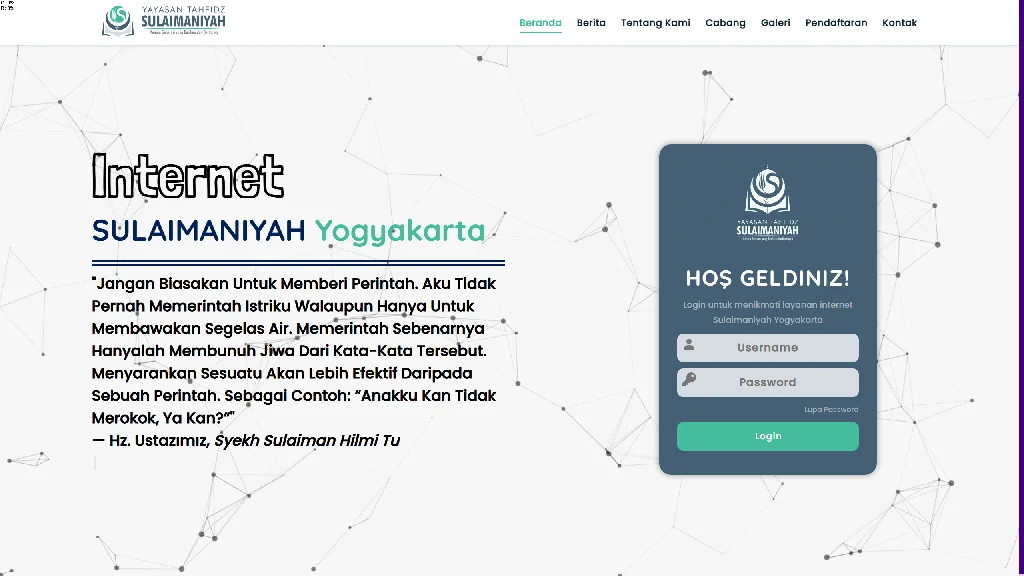 YAYASAN TAHFIDZ
SULAIMANIYAH
Beranda Berita Tentang Kami Cabang Galeri Pendaftaran Kontak
Internet
SULAIMANIYAH Yogyakarta
"Jangan Biasakan Untuk Memberi Perintah. Aku Tidak
Pernah Memerintah Istriku Walaupun Hanya Untuk
Membawakan Segelas Air. Memerintah Sebenarnya
Hanyalah Membunuh Jiwa Dari Kata-Kata Tersebut.
Menyarankan Sesuatu Akan Lebih Efektif Daripada
Sebuah Perintah. Sebagai Contoh: “Anakku Kan Tidak
Merokok, Ya Kan?”"
— Hz. Ustazımız, Syekh Sulaiman Hilmi Tu
YAYASAN TAHFIDZ
SULAIMANIYAH
HOŞ GELDINIZ!
Login untuk menikmati layanan internet
Sulaimaniyah Yogyakarta
Username
Password
Lupa Password
Login